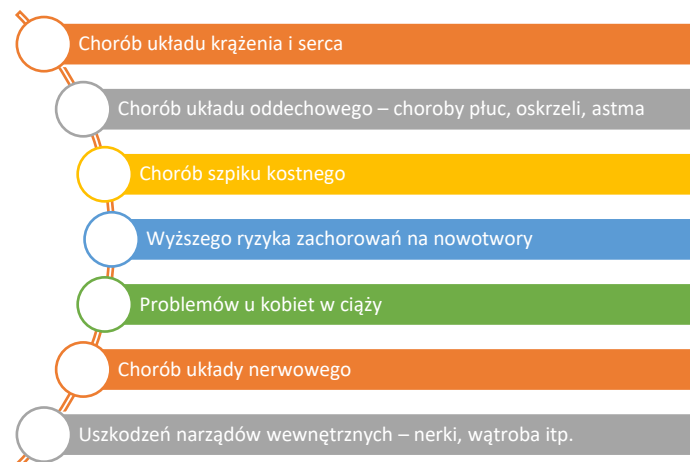 Chorób układu krążenia i serca
Chorób układu oddechowego – choroby płuc, oskrzeli, astma
Chorób szpiku kostnego
Wyższego ryzyka zachorowań na nowotwory
Problemów u kobiet w ciąży
Chorób układy nerwowego
Uszkodzeń narządów wewnętrznych – nerki, wątroba itp.